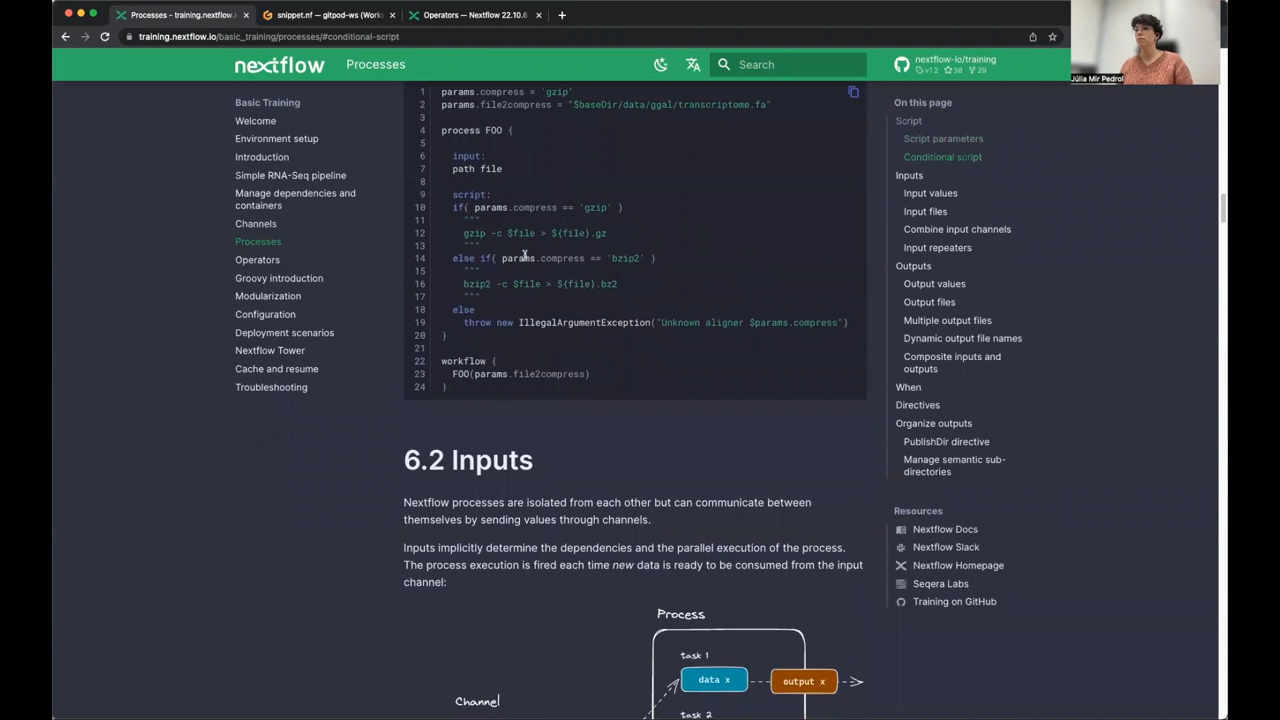 Processes - training.nextflow.
snippet.nf — gitpod-ws (Works
Operators — Nextflow 22.10.6
training.nextflow.io/basic_training/processes/#conditional-script
nextflow
Processes
Search
nextflow-io/training
v1.2 38 29
Júlia Mir Pedrol
Basic Training
Welcome
Environment setup
Introduction
Simple RNA-Seq pipeline
Manage dependencies and
containers
Channels
Processes
Operators
Groovy introduction
Modularization
Configuration
Deployment scenarios
Nextflow Tower
Cache and resume
Troubleshooting
1 params.compress = 'gzip'
2 params.file2compress = "$baseDir/data/ggal/transcriptome.fa"
3
4 process FOO {
5
6 input:
7 path file
8
9 script:
10 if( params.compress == 'gzip' )
11 """
12 gzip -c $file > ${file}.gz
13 """
14 else if( params.compress == 'bzip2' )
15 """
16 bzip2 -c $file > ${file}.bz2
17 """
18 else
19 throw new IllegalArgumentException("Unknown aligner $params.compress")
20 }
21
22 workflow {
23 FOO(params.file2compress)
24 }
6.2 Inputs
Nextflow processes are isolated from each other but can communicate between
themselves by sending values through channels.
Inputs implicitly determine the dependencies and the parallel execution of the process.
The process execution is fired each time new data is ready to be consumed from the input
channel:
Process
task 1
data x
output x
Channel
task 2
On this page
Script
Script parameters
Conditional script
Inputs
Input values
Input files
Combine input channels
Input repeaters
Outputs
Output values
Output files
Multiple output files
Dynamic output file names
Composite inputs and
outputs
When
Directives
Organize outputs
PublishDir directive
Manage semantic sub-
directories
Resources
Nextflow Docs
Nextflow Slack
Nextflow Homepage
Seqera Labs
Training on GitHub